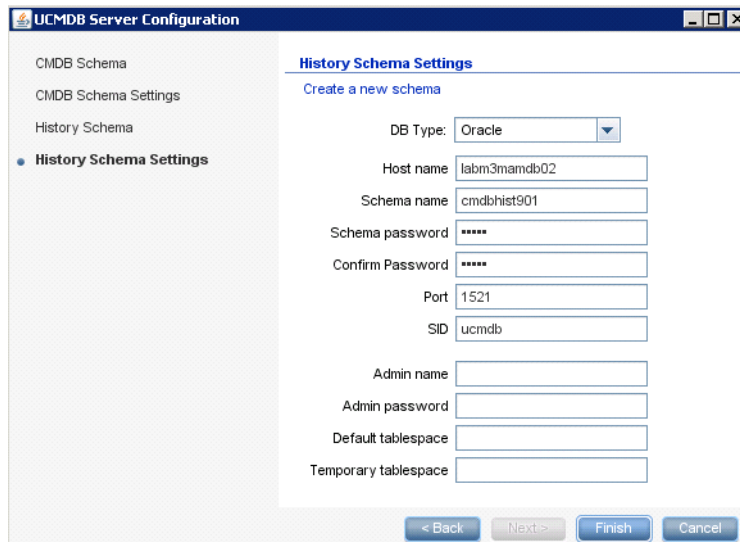 UCMDB Server Configuration
CMDB Schema
CMDB Schema Settings
History Schema
History Schema Settings
History Schema Settings
Create a new schema
DB Type: Oracle
Host name labm3mamdb02
Schema name cmdbhist901
Schema password •••••
Confirm Password •••••
Port 1521
SID ucmdb
Admin name
Admin password
Default tablespace
Temporary tablespace
< Back Next > Finish Cancel